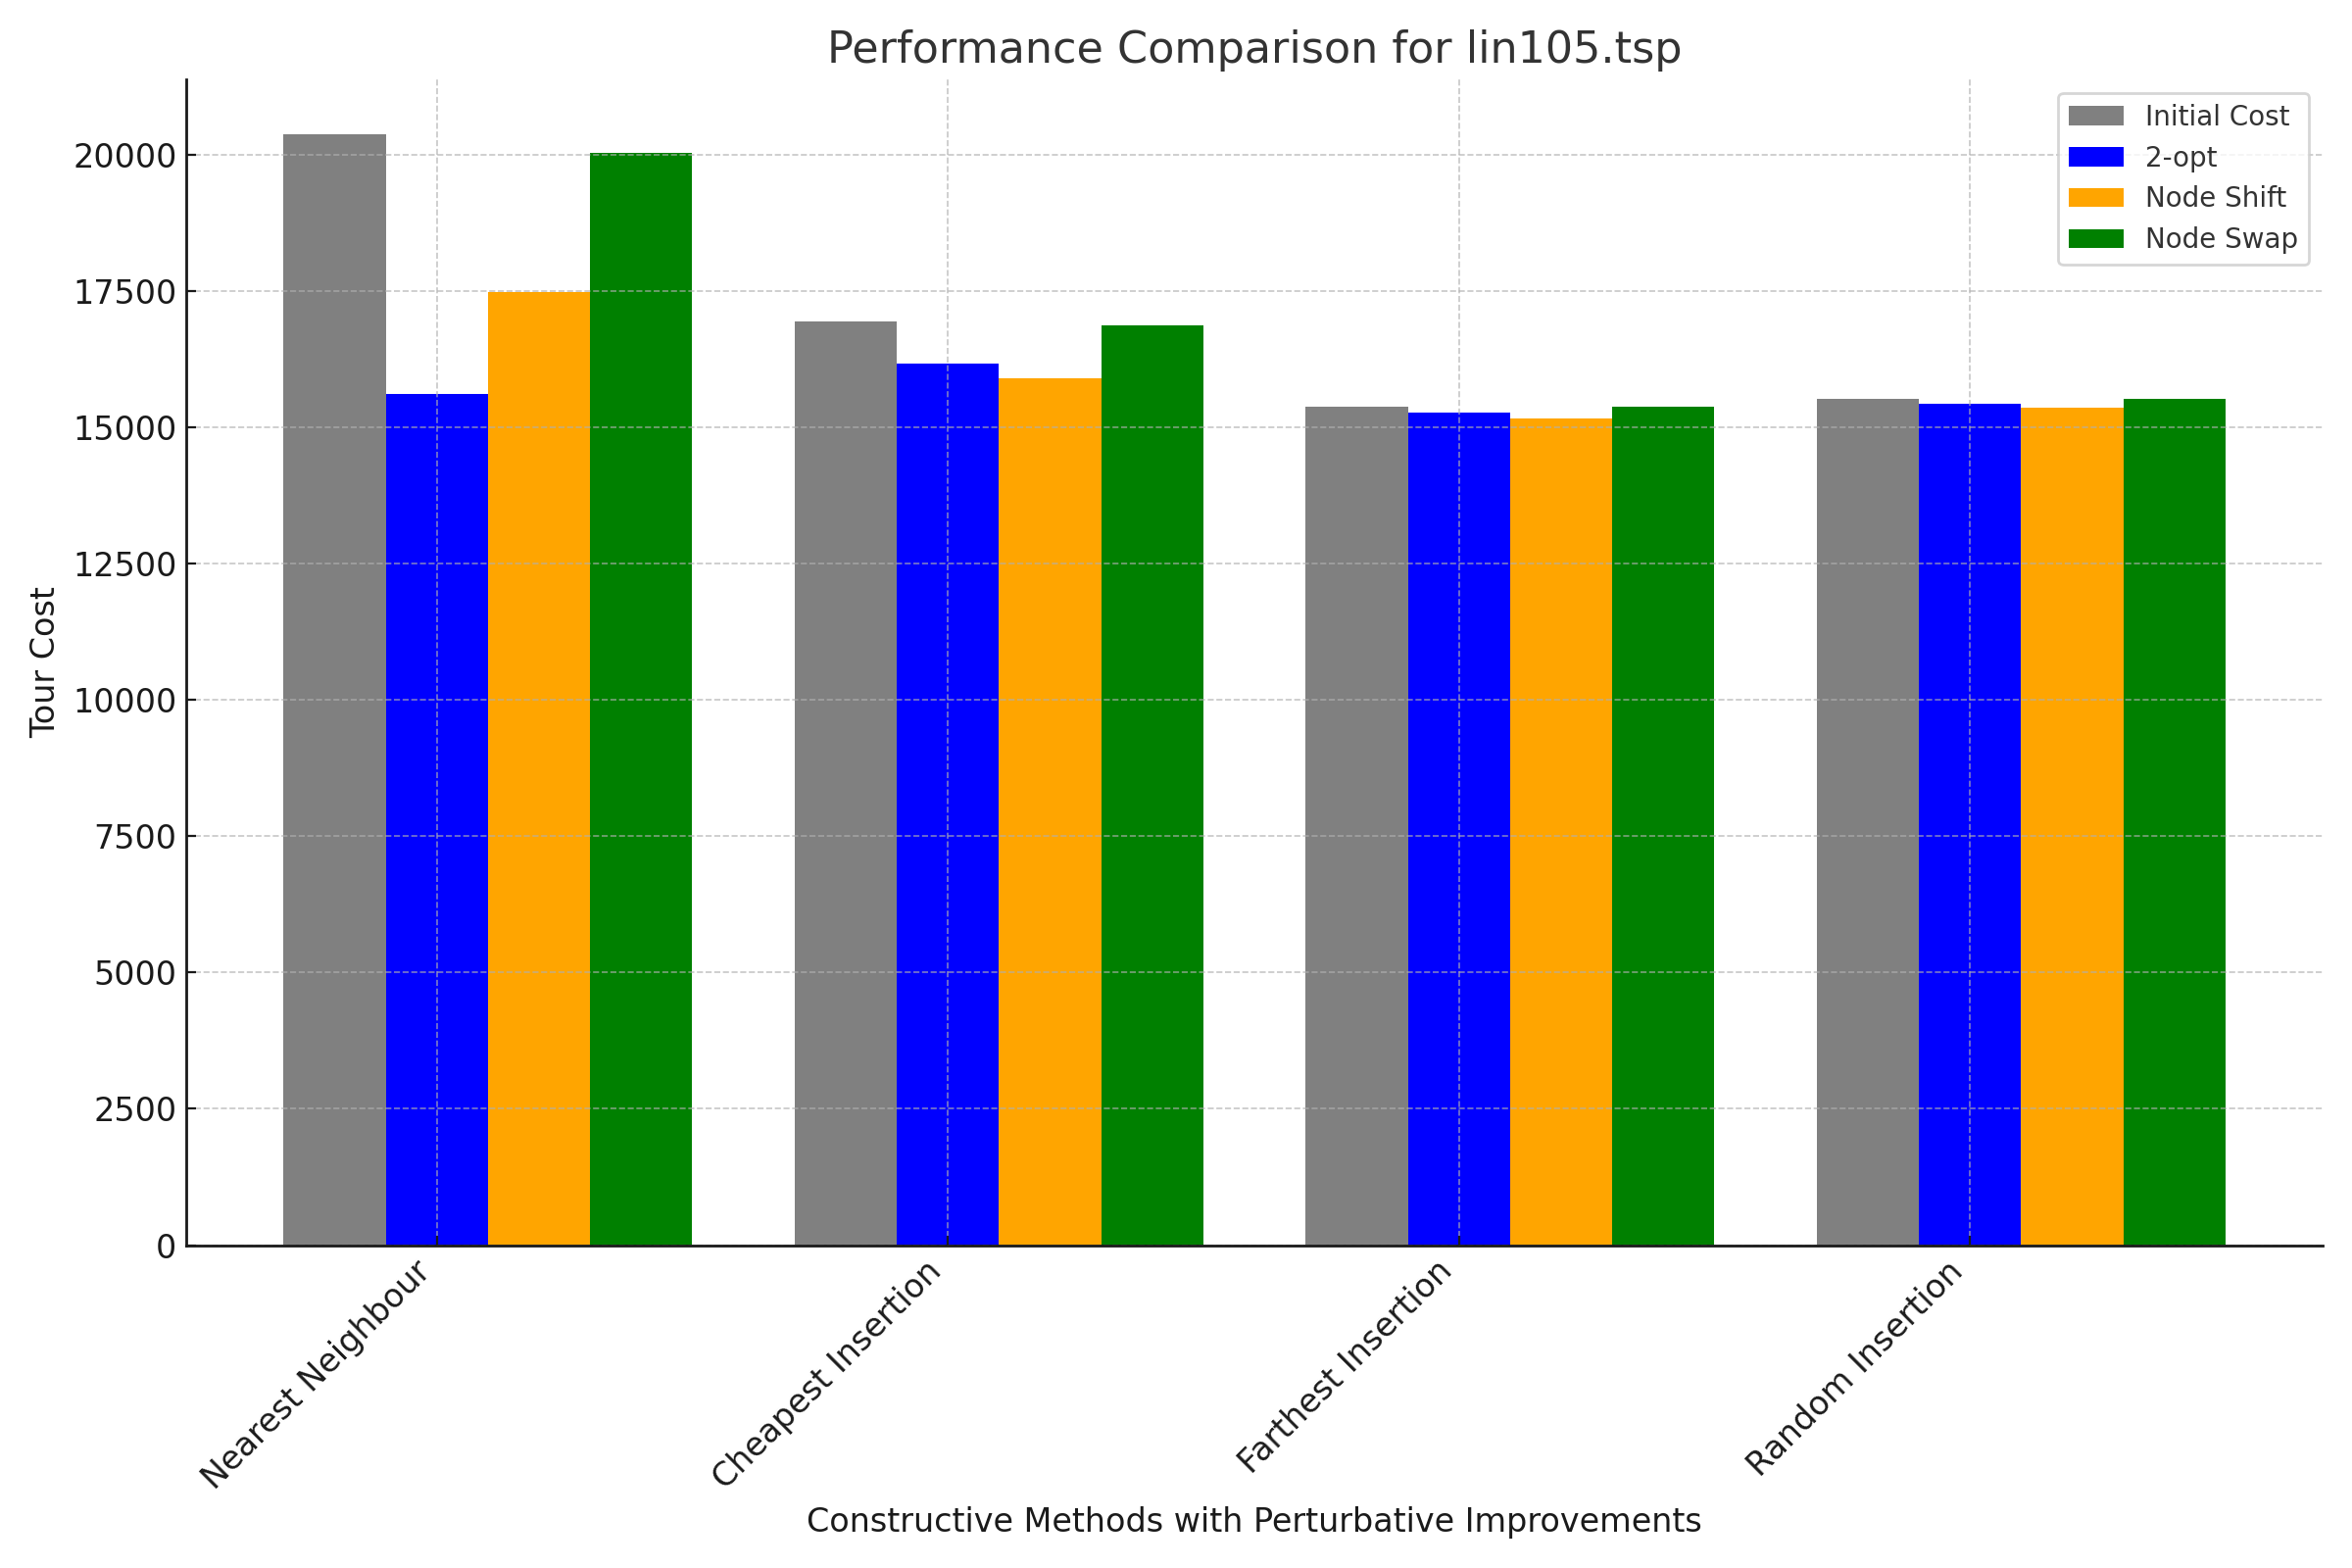 Performance Comparison for lin105.tsp
Initial Cost
2-opt
Node Shift
Node Swap
Tour Cost
20000
17500
15000
12500
10000
7500
5000
2500
0
Nearest Neighbour
Cheapest Insertion
Farthest Insertion
Random Insertion
Constructive Methods with Perturbative Improvements